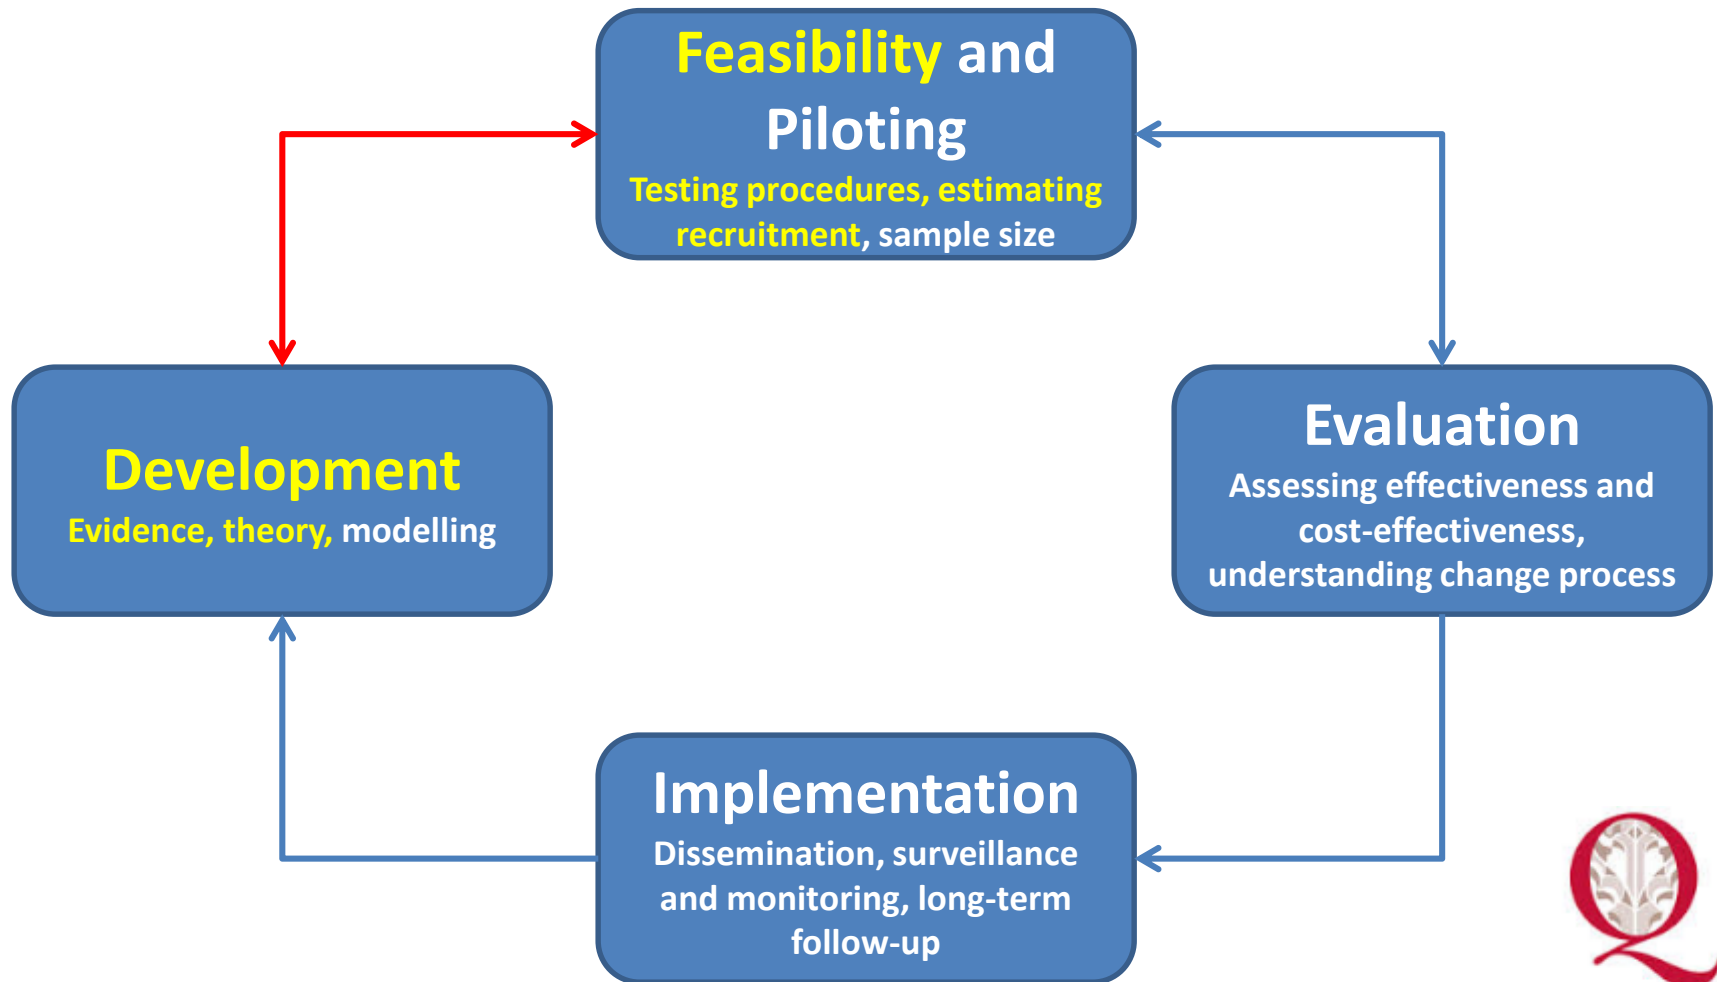 Feasibility and
Piloting
Testing procedures, estimating
recruitment, sample size
Development
Evidence, theory, modelling
Evaluation
Assessing effectiveness and
cost-effectiveness,
understanding change process
Implementation
Dissemination, surveillance
and monitoring, long-term
follow-up
Q